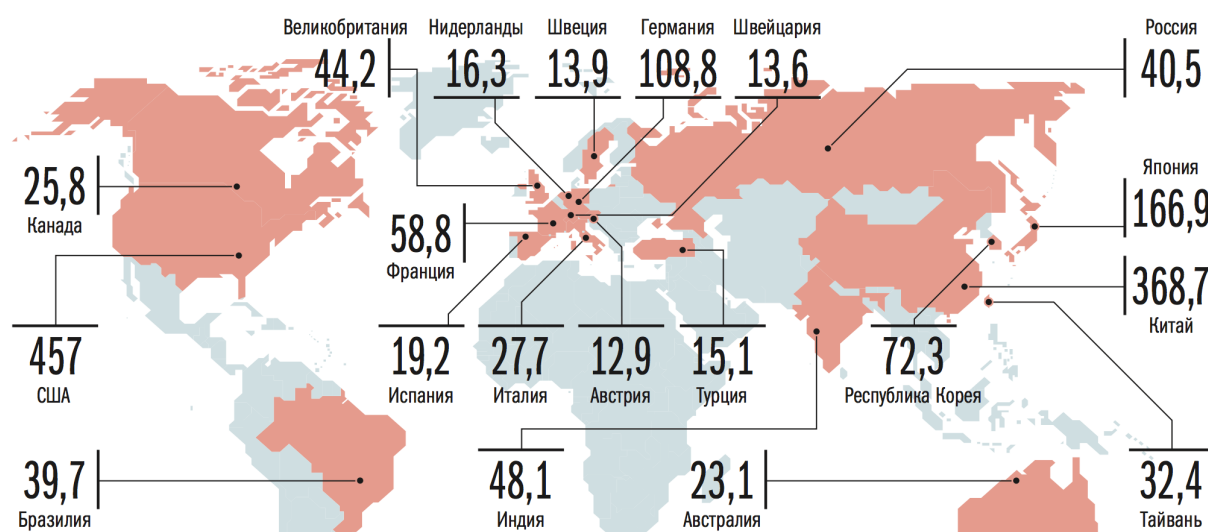 Великобритания
44,2
Нидерланды
16,3
Швеция
13,9
Германия
108,8
Швейцария
13,6
Россия
40,5
25,8
Канада
58,8
Франция
Япония
166,9
368,7
Китай
457
США
19,2
Испания
27,7
Италия
12,9
Австрия
15,1
Турция
72,3
Республика Корея
39,7
Бразилия
48,1
Индия
23,1
Австралия
32,4
Тайвань